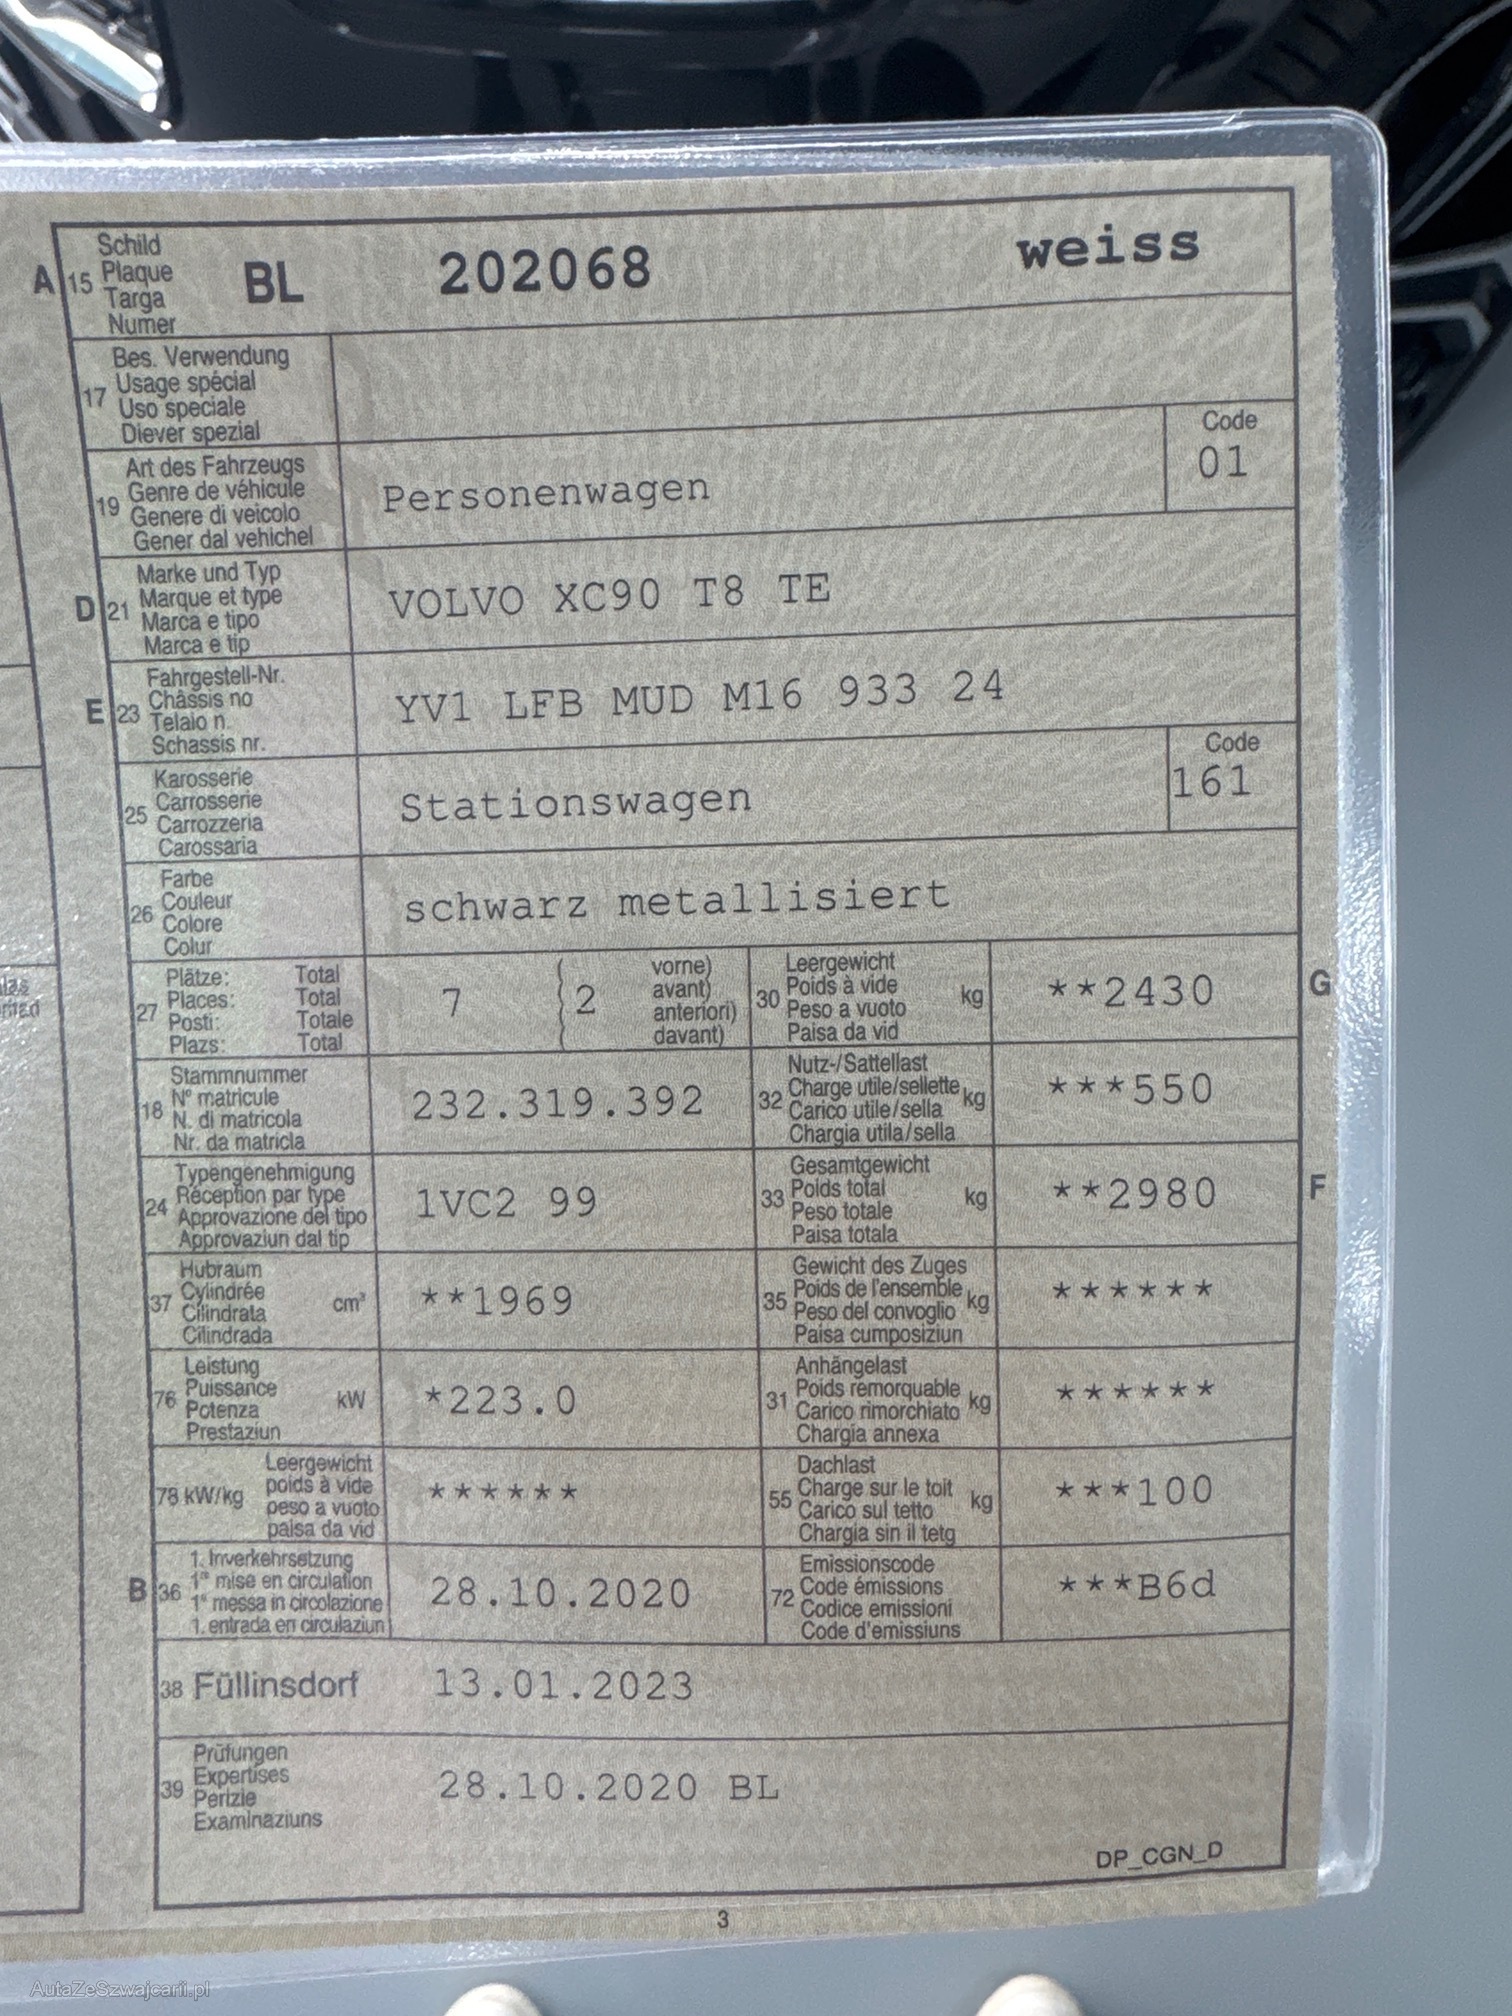 A 15 Schild BL 202068 weiss
Plaque
Targa
Numer
17 Bes. Verwendung
Usage spécial
Uso speciale
Diever spezial
19 Art des Fahrzeugs Personenwagen Code 01
Genre de véhicule
Genere di veicolo
Gener dal vehichel
D 21 Marke und Typ VOLVO XC90 T8 TE
Marque et type
Marca e tipo
Marca e tip
E 23 Fahrgestell-Nr. YV1 LFB MUD M16 933 24
Châssis no
Telaio n.
Schassis nr.
25 Karosserie Stationswagen Code 161
Carrosserie
Carrozzeria
Carossaria
26 Farbe schwarz metallisiert
Couleur
Colore
Colur
27 Plätze: Total 7 { 2 vorne)
Places: Total avant)
Posti: Totale anteriori)
Plazs: Total davant)
30 Leergewicht kg **2430 G
Poids à vide
Peso a vuoto
Paisa da vid
18 Stammnummer 232.319.392
N° matricule
N. di matricola
Nr. da matricla
32 Nutz-/Sattellast kg ***550
Charge utile/sellette
Carico utile/sella
Chargia utila/sella
24 Typengenehmigung 1VC2 99
Réception par type
Approvazione del tipo
Approvaziun dal tip
33 Gesamtgewicht kg **2980 F
Poids total
Peso totale
Paisa totala
37 Hubraum cm³ **1969
Cylindrée
Cilindrata
Cilindrada
35 Gewicht des Zuges kg ******
Poids de l'ensemble
Peso del convoglio
Paisa cumposiziun
76 Leistung kW *223.0
Puissance
Potenza
Prestaziun
31 Anhängelast kg ******
Poids remorquable
Carico rimorchiato
Chargia annexa
78 kW/kg Leergewicht ******
poids à vide
peso a vuoto
paisa da vid
55 Dachlast kg ***100
Charge sur le toit
Carico sul tetto
Chargia sin il tetg
B 36 1. Inverkehrsetzung 28.10.2020
1re mise en circulation
1a messa in circolazione
1. entrada en circulaziun
72 Emissionscode ***B6d
Code émissions
Codice emissioni
Code d'emissiuns
38 Füllinsdorf 13.01.2023
39 Prüfungen 28.10.2020 BL
Expertises
Perizie
Examinaziuns
DP_CGN_D
3
AutaZeSzwajcarii.pl